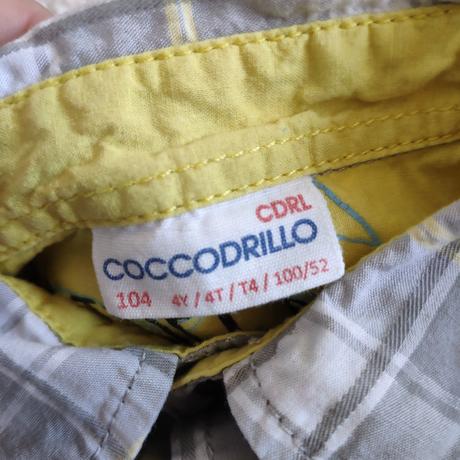 CDRL
COCCODRILLO
104 4Y / 4T / T4 / 100/52